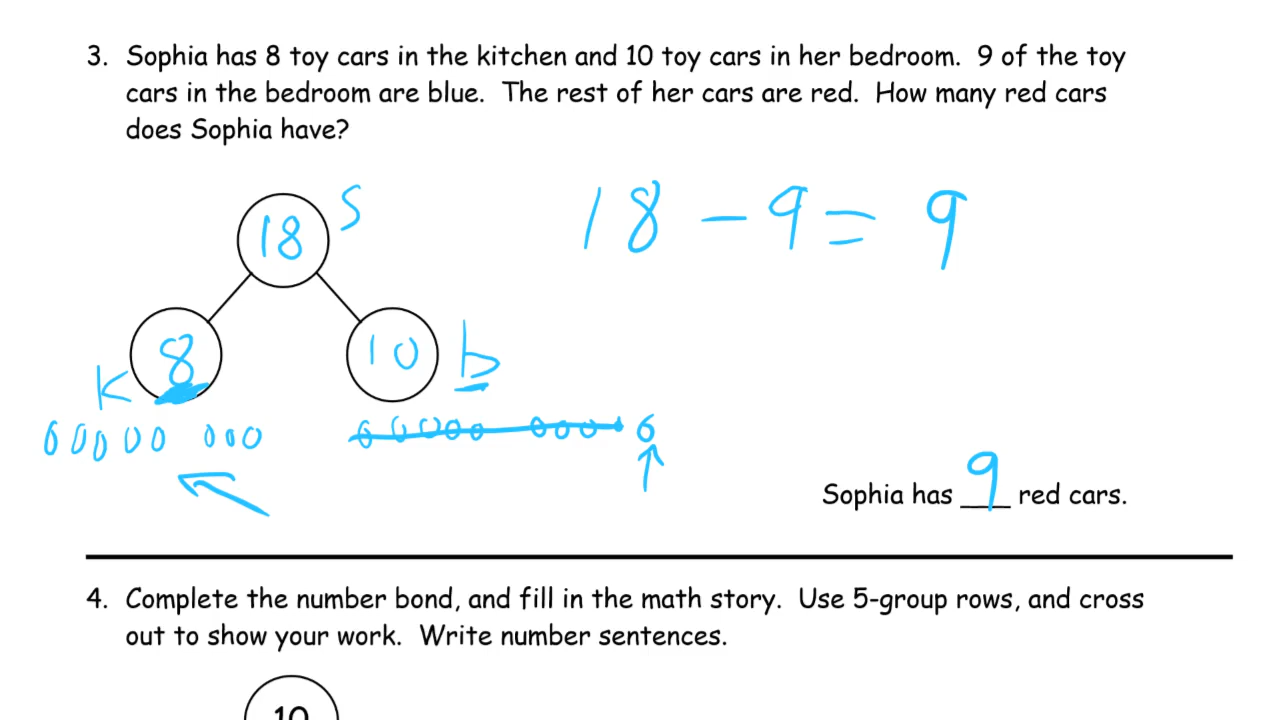 3. Sophia has 8 toy cars in the kitchen and 10 toy cars in her bedroom. 9 of the toy
cars in the bedroom are blue. The rest of her cars are red. How many red cars
does Sophia have?
18 S
18 - 9 = 9
K 8
10 b
Sophia has 9 red cars.
4. Complete the number bond, and fill in the math story. Use 5-group rows, and cross
out to show your work. Write number sentences.
10